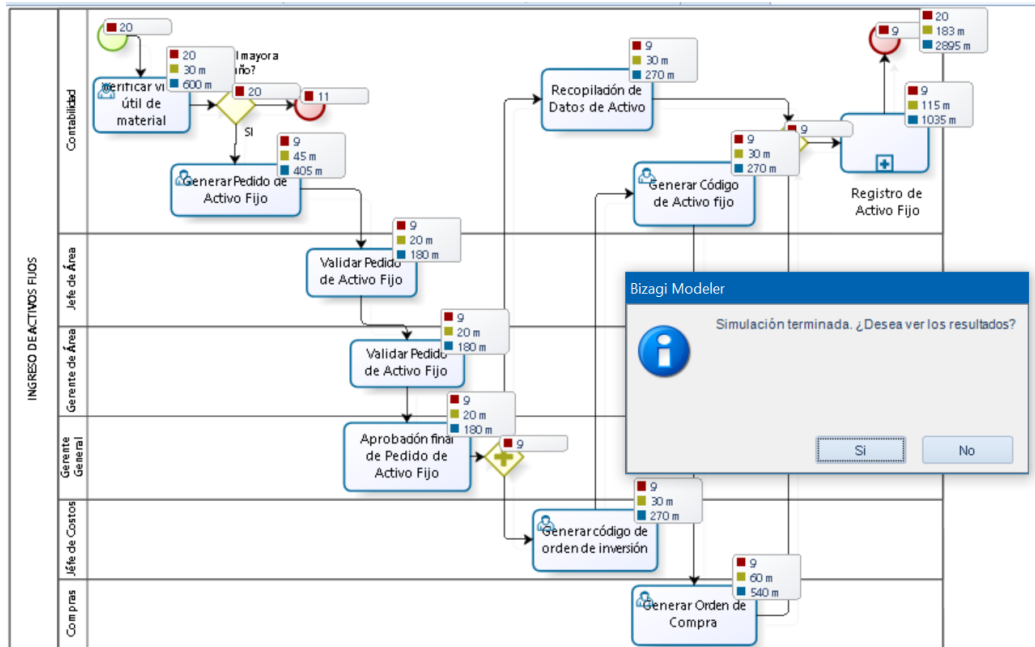 INGRESO DE ACTIVOS FIJOS
Contabilidad
20
20
30 m
600 m
útil de
material
l mayor a
ño?
20
11
SI
9
45 m
405 m
Generar Pedido de
Activo Fijo
9
30 m
270 m
Recopilación de
Datos de Activo
9
9
30 m
270 m
Generar Código
de Activo fijo
9
20
183 m
2895 m
9
115 m
1035 m
Registro de
Activo Fijo
Jefe de Área
9
20 m
180 m
Validar Pedido
de Activo Fijo
Gerente de Área
9
20 m
180 m
Validar Pedido
de Activo Fijo
Gerente
General
9
20 m
180 m
Aprobación final
de Pedido de
Activo Fijo
9
Jéfe de Costos
9
30 m
270 m
Generar código de
orden de inversión
Compras
9
60 m
540 m
Generar Orden de
Compra
Bizagi Modeler
Simulación terminada. ¿Desea ver los resultados?
Si
No